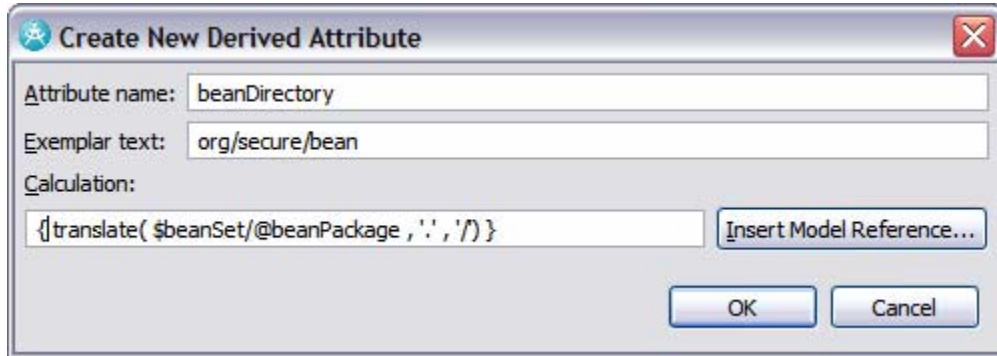 Create New Derived Attribute
Attribute name: beanDirectory
Exemplar text: org/secure/bean
Calculation:
{translate( $beanSet/@beanPackage , '.' , '/') } Insert Model Reference...
OK Cancel